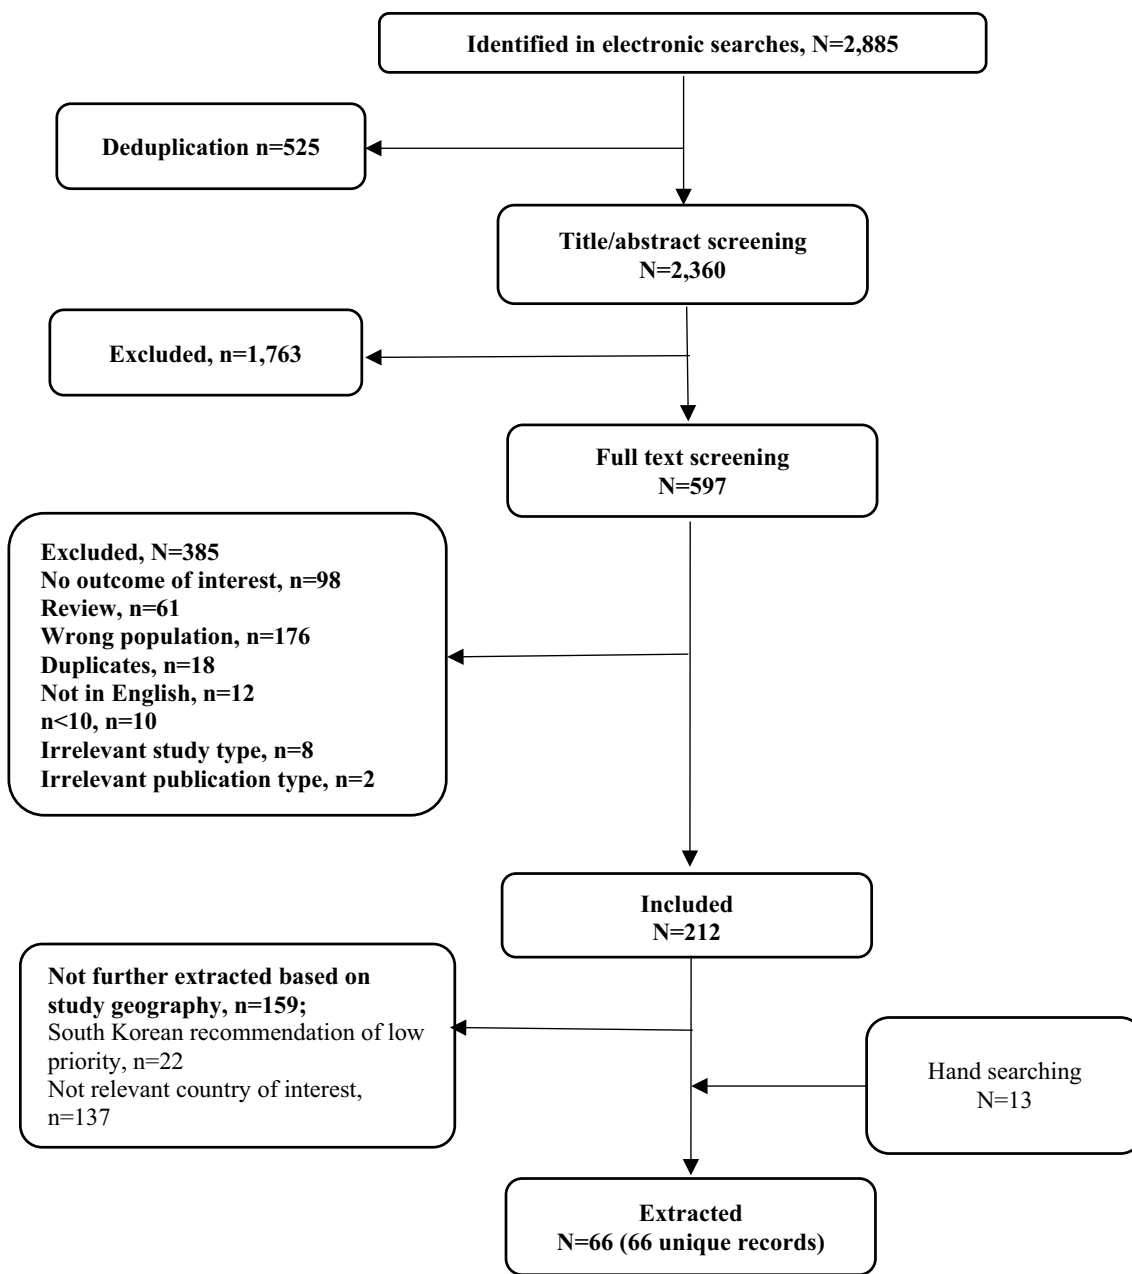 Identified in electronic searches, N=2,885
Deduplication n=525
Title/abstract screening
N=2,360
Excluded, n=1,763
Full text screening
N=597
Excluded, N=385
No outcome of interest, n=98
Review, n=61
Wrong population, n=176
Duplicates, n=18
Not in English, n=12
n<10, n=10
Irrelevant study type, n=8
Irrelevant publication type, n=2
Included
N=212
Not further extracted based on
study geography, n=159;
South Korean recommendation of low
priority, n=22
Not relevant country of interest,
n=137
Hand searching
N=13
Extracted
N=66 (66 unique records)